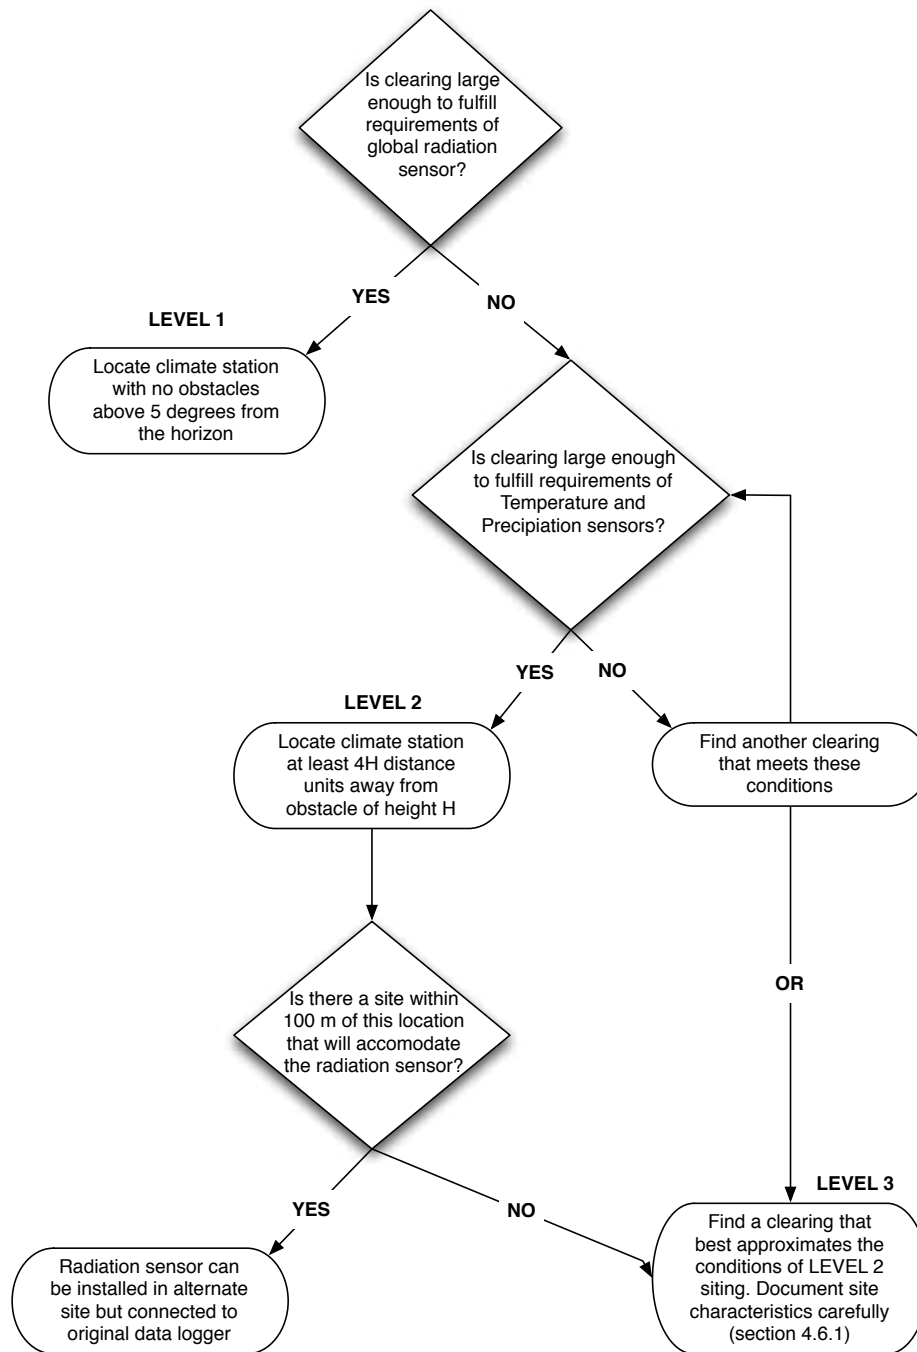 Is clearing large
enough to fulfill
requirements of
global radiation
sensor?
YES
NO
LEVEL 1
Locate climate station
with no obstacles
above 5 degrees from
the horizon
Is clearing large enough
to fulfill requirements of
Temperature and
Precipiation sensors?
YES
NO
LEVEL 2
Locate climate station
at least 4H distance
units away from
obstacle of height H
Find another clearing
that meets these
conditions
Is there a site within
100 m of this location
that will accomodate
the radiation sensor?
OR
YES
NO
LEVEL 3
Radiation sensor can
be installed in alternate
site but connected to
original data logger
Find a clearing that
best approximates the
conditions of LEVEL 2
siting. Document site
characteristics carefully
(section 4.6.1)